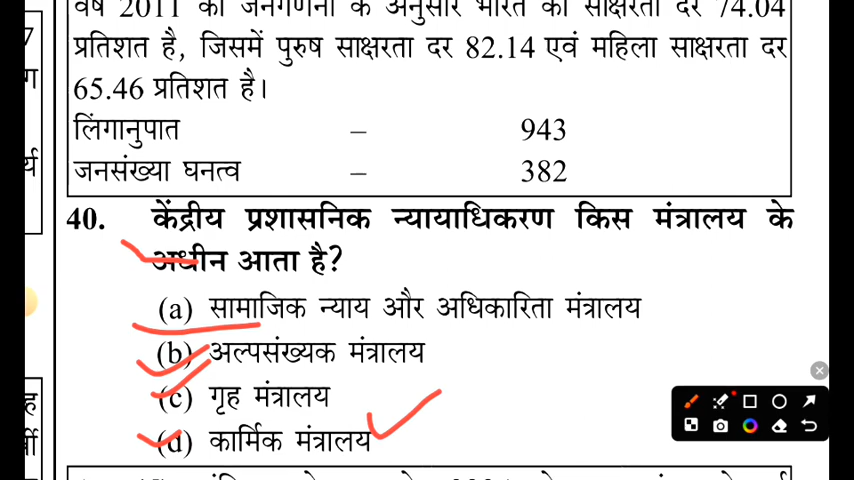 वर्ष 2011 की जनगणना के अनुसार भारत की साक्षरता दर 74.04
प्रतिशत है, जिसमें पुरुष साक्षरता दर 82.14 एवं महिला साक्षरता दर
65.46 प्रतिशत है।
लिंगानुपात – 943
जनसंख्या घनत्व – 382
40. केंद्रीय प्रशासनिक न्यायाधिकरण किस मंत्रालय के
अधीन आता है?
(a) सामाजिक न्याय और अधिकारिता मंत्रालय
(b) अल्पसंख्यक मंत्रालय
(c) गृह मंत्रालय
(d) कार्मिक मंत्रालय